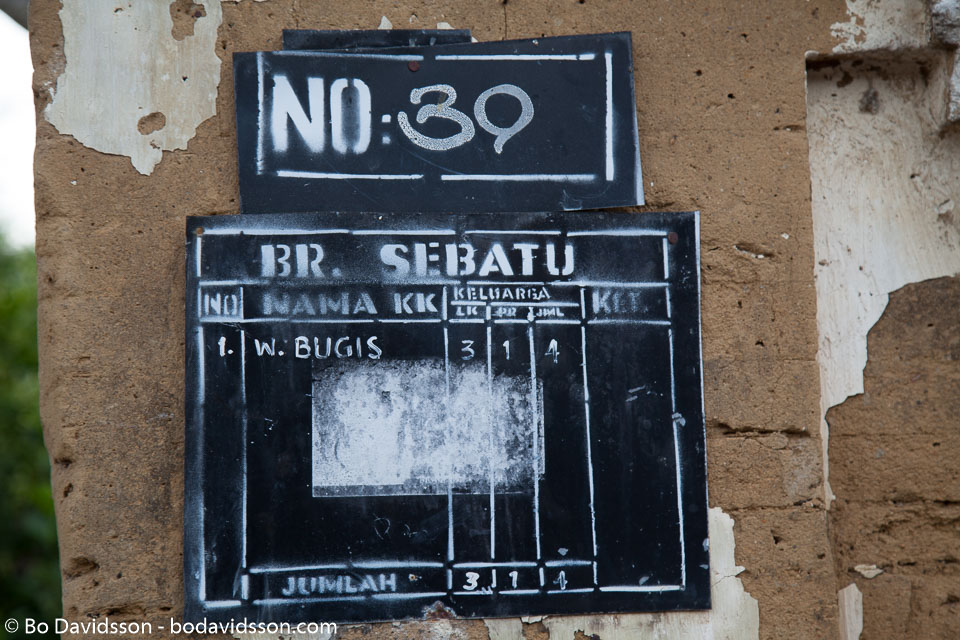 NO: 39
BR. SEBATU
NO NAMA KK KELUARGA KET
LK PR JML
1. W. BUGIS 3 1 4
JUMLAH 3 1 4
© Bo Davidsson - bodavidsson.com